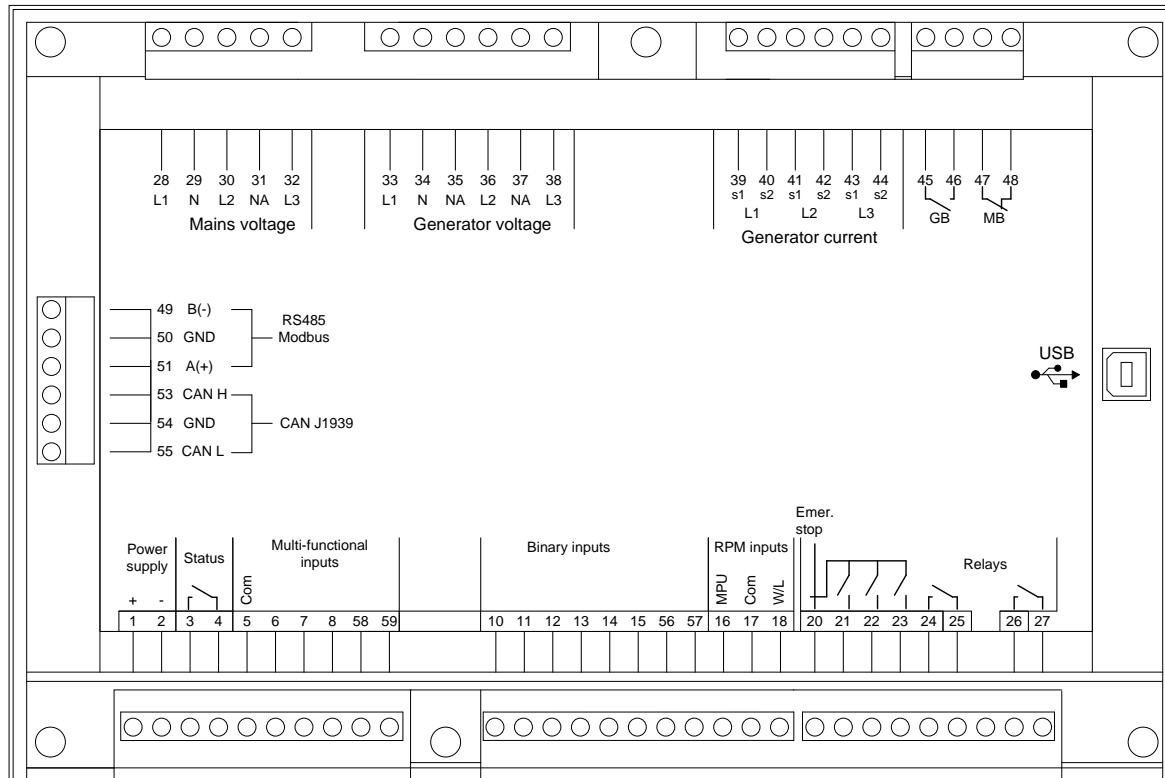 28 29 30 31 32
L1 N L2 NA L3
Mains voltage
33 34 35 36 37 38
L1 N NA L2 NA L3
Generator voltage
39 40 41 42 43 44
s1 s2 s1 s2 s1 s2
L1 L2 L3
Generator current
45 46 47 48
GB MB
49 B(-)
50 GND
51 A(+)
RS485
Modbus
53 CAN H
54 GND
55 CAN L
CAN J1939
USB
Power
supply
+ -
1 2
Status
3 4
Multi-functional
inputs
Com
5 6 7 8 58 59
Binary inputs
10 11 12 13 14 15 56 57
RPM inputs
MPU Com W/L
16 17 18
Emer.
stop
Relays
20 21 22 23 24 25 26 27